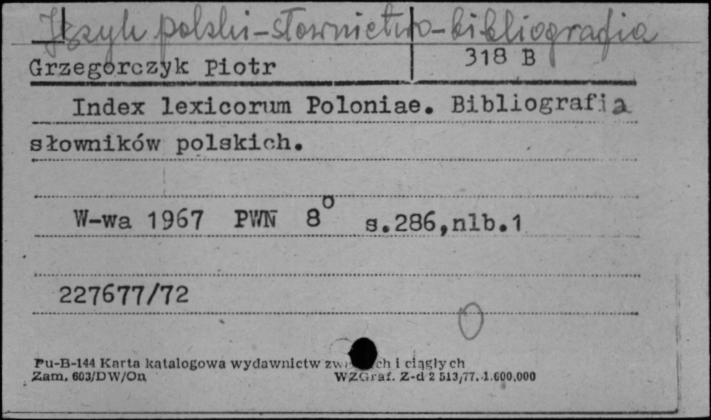 Język polski-słownictwo-bibliografia
Grzegorczyk Piotr 318 B
Index lexicorum Poloniae. Bibliografia
słowników polskich.
W-wa 1967 PWN 8° s.286,nlb.1
227677/72
Pu-B-144 Karta katalogowa wydawnictw i ciągłych
Zam. 603/DW/On WZGraf. Z-d 2 513/77. 1.600.000